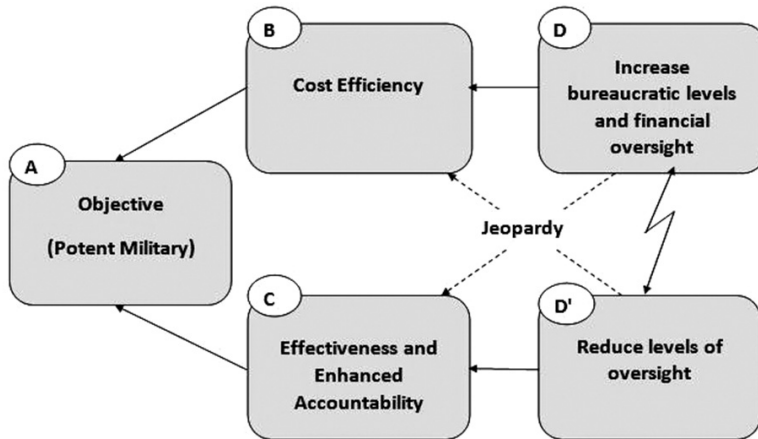 B
Cost Efficiency
D
Increase
bureaucratic levels
and financial
oversight
A
Objective
(Potent Military)
Jeopardy
C
Effectiveness and
Enhanced
Accountability
D'
Reduce levels of
oversight